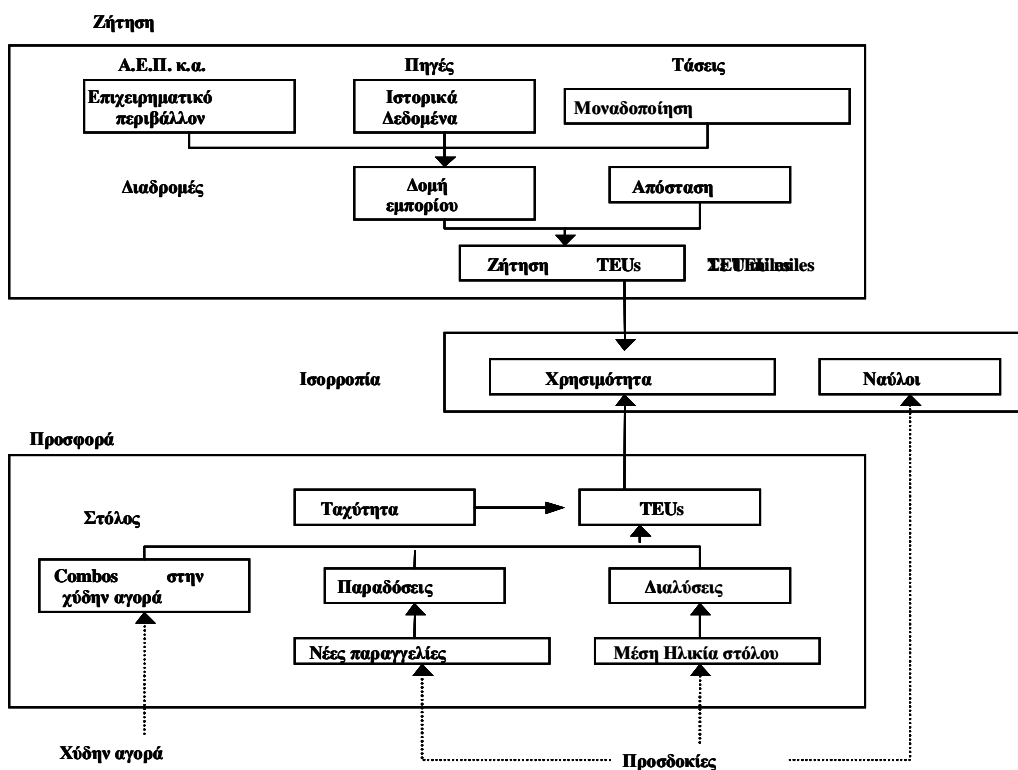 Ζήτηση
Α.Ε.Π. κ.α.
Πηγές
Τάσεις
Επιχειρηματικό
περιβάλλον
Ιστορικά
Δεδομένα
Μοναδοποίηση
Διαδρομές
Δομή
εμπορίου
Απόσταση
Ζήτηση TEUs
Ισορροπία
Χρησιμότητα
Ναύλοι
Προσφορά
Στόλος
Ταχύτητα
TEUs
Combos στην
χύδην αγορά
Παραδόσεις
Διαλύσεις
Νέες παραγγελίες
Μέση Ηλικία στόλου
Χύδην αγορά
Προσδοκίες